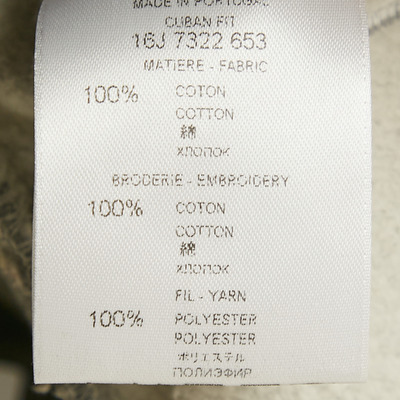 MADE IN PORTUGAL
CUBAN FIT
16J 7322 653
MATIERE - FABRIC
100% COTON
COTTON
綿
ХЛОПОК
BRODERIE - EMBROIDERY
100% COTON
COTTON
綿
ХЛОПОК
FIL - YARN
100% POLYESTER
POLYESTER
ポリエステル
ПОЛИЭФИР